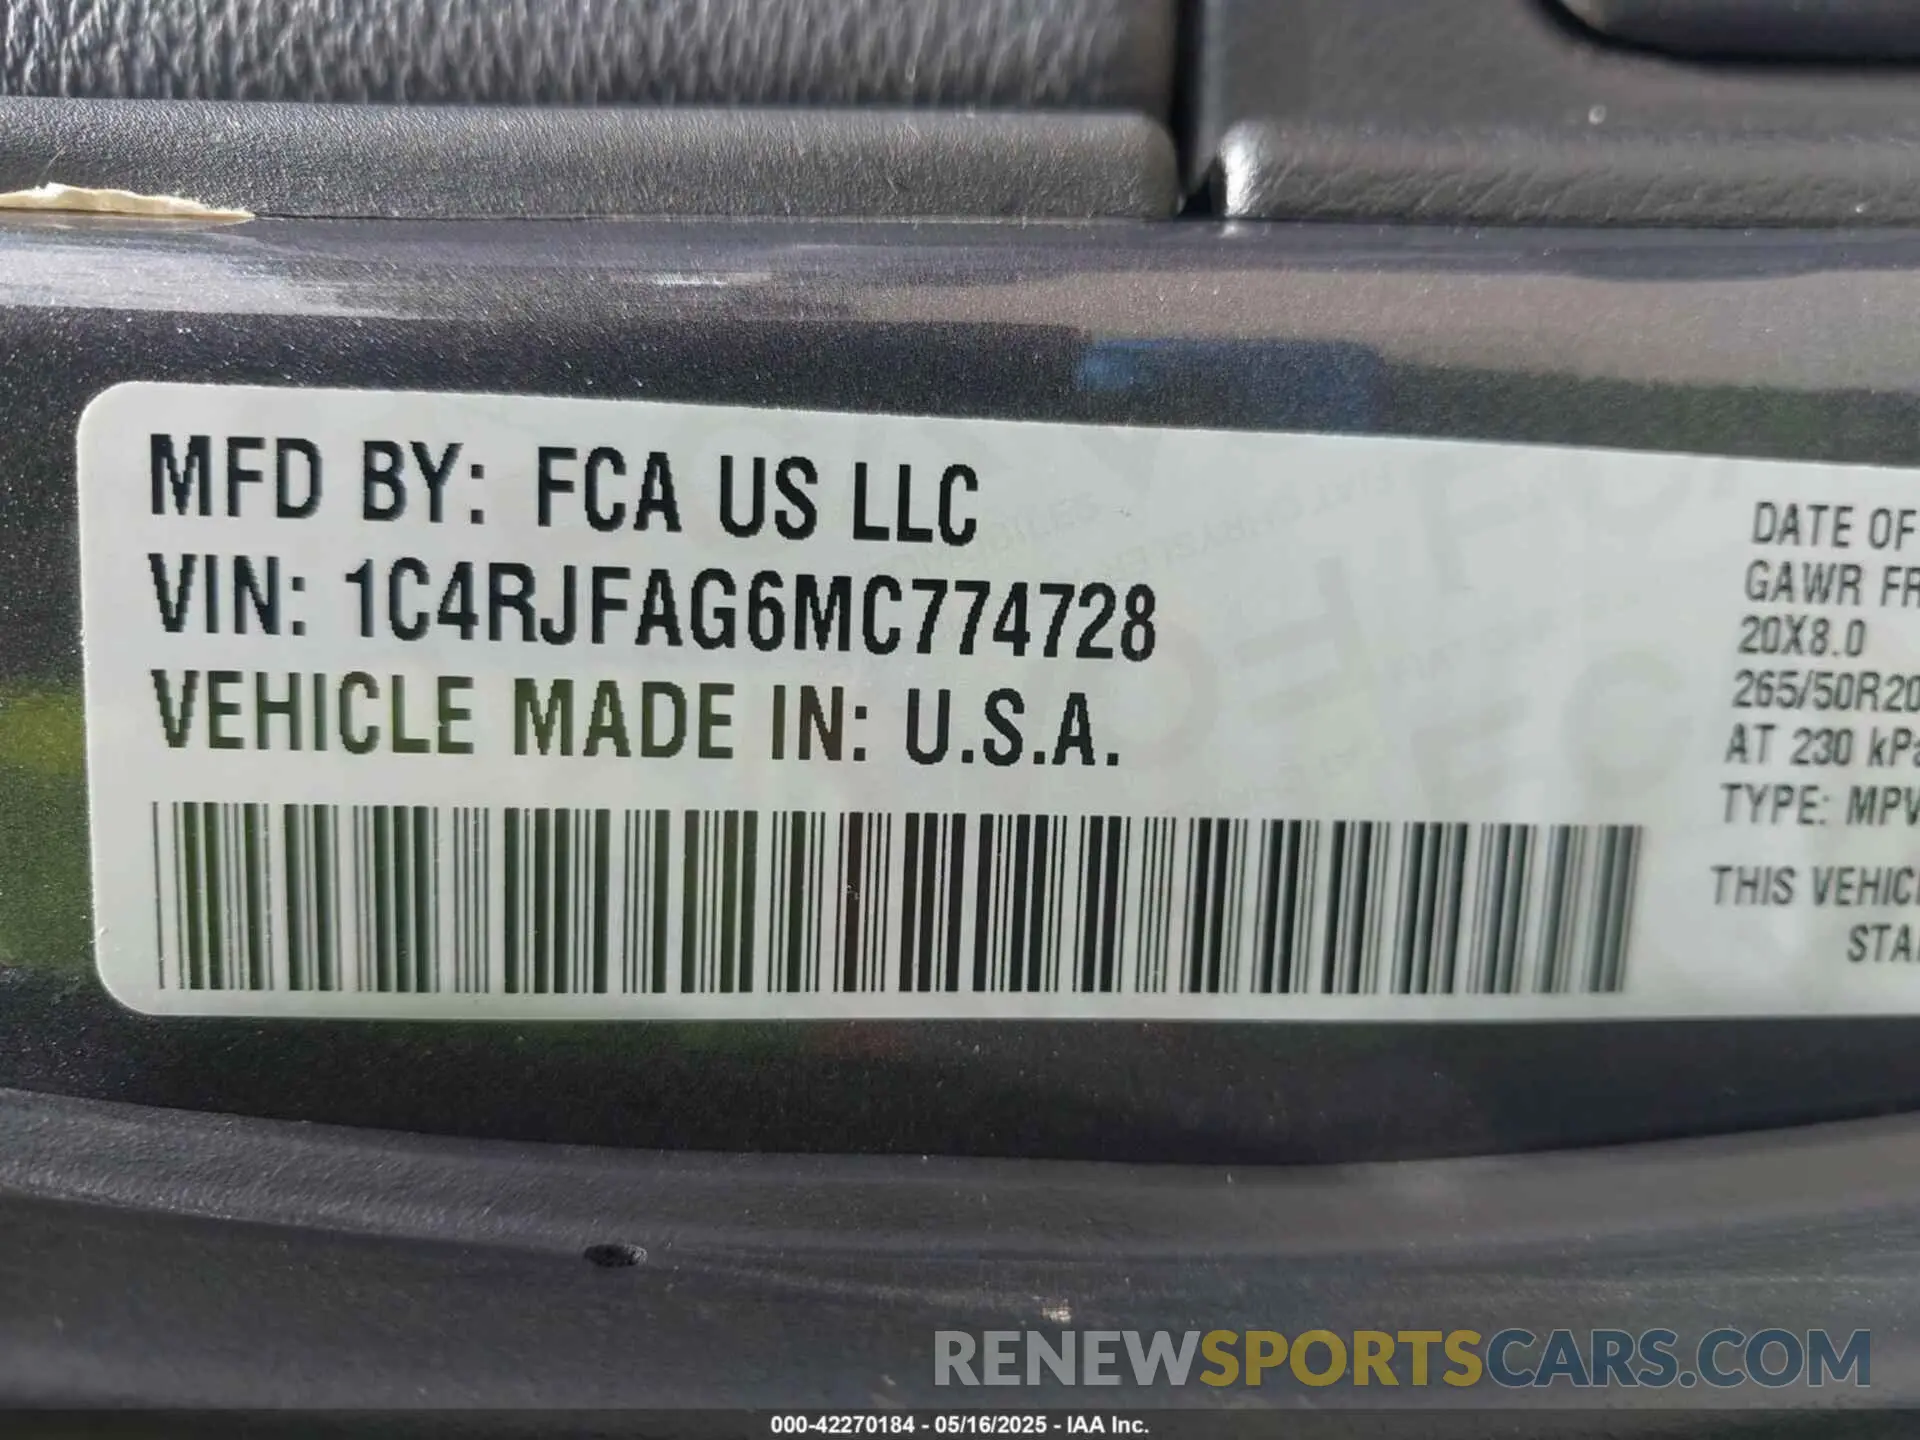 MFD BY: FCA US LLC
VIN: 1C4RJFAG6MC774728
VEHICLE MADE IN: U.S.A.
DATE OF
GAWR FR
20X8.0
265/50R20
AT 230 kPa
TYPE: MPV
THIS VEHICL
STA
RENEWSPORTSCARS.COM
000-42270184 - 05/16/2025 - IAA Inc.